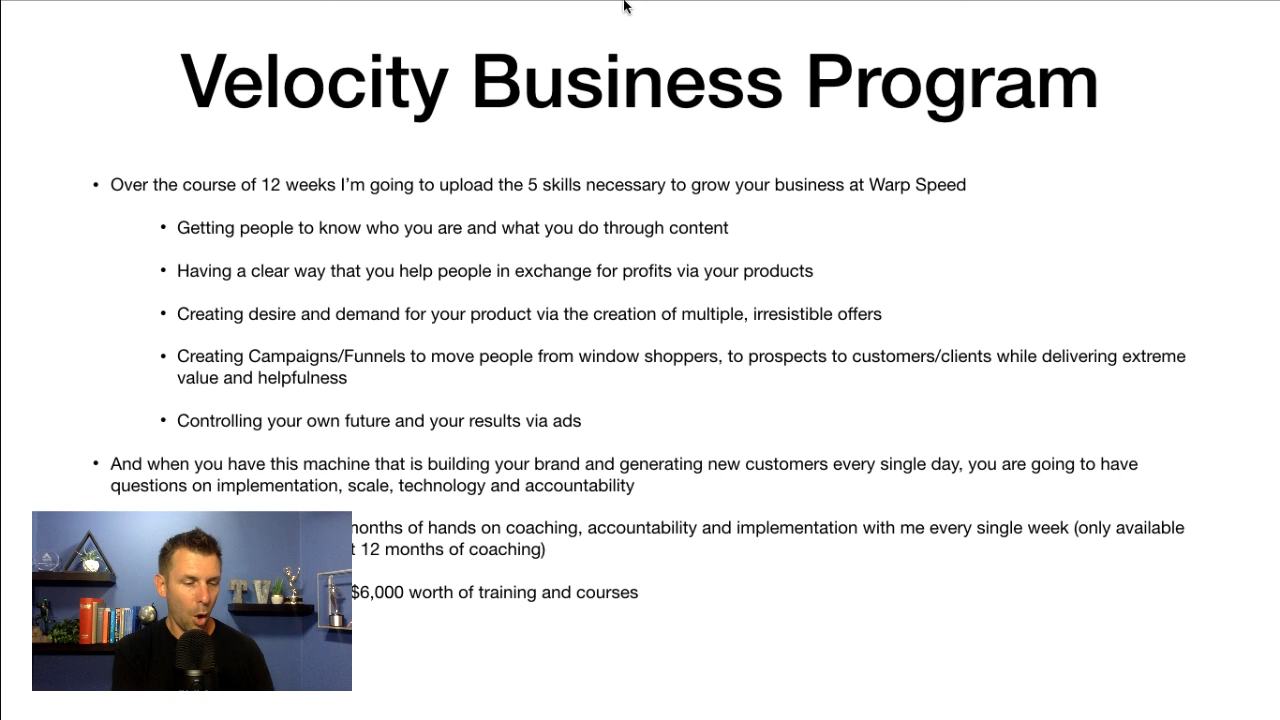 Velocity Business Program
• Over the course of 12 weeks I’m going to upload the 5 skills necessary to grow your business at Warp Speed
• Getting people to know who you are and what you do through content
• Having a clear way that you help people in exchange for profits via your products
• Creating desire and demand for your product via the creation of multiple, irresistible offers
• Creating Campaigns/Funnels to move people from window shoppers, to prospects to customers/clients while delivering extreme
value and helpfulness
• Controlling your own future and your results via ads
• And when you have this machine that is building your brand and generating new customers every single day, you are going to have
questions on implementation, scale, technology and accountability
months of hands on coaching, accountability and implementation with me every single week (only available
12 months of coaching)
$6,000 worth of training and courses
TV